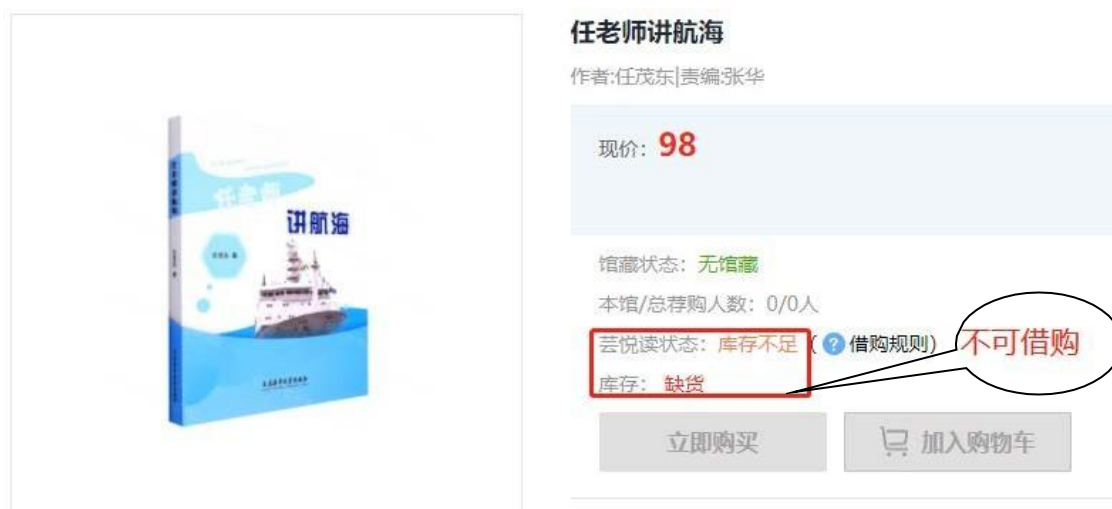 任老师讲航海
作者:任茂东|责编:张华
现价：98
馆藏状态：无馆藏
本馆/总荐购人数：0/0人
芸悦读状态：库存不足 ( ? 借购规则)
不可借购
库存： 缺货
立即购买
加入购物车
任老师
讲航海